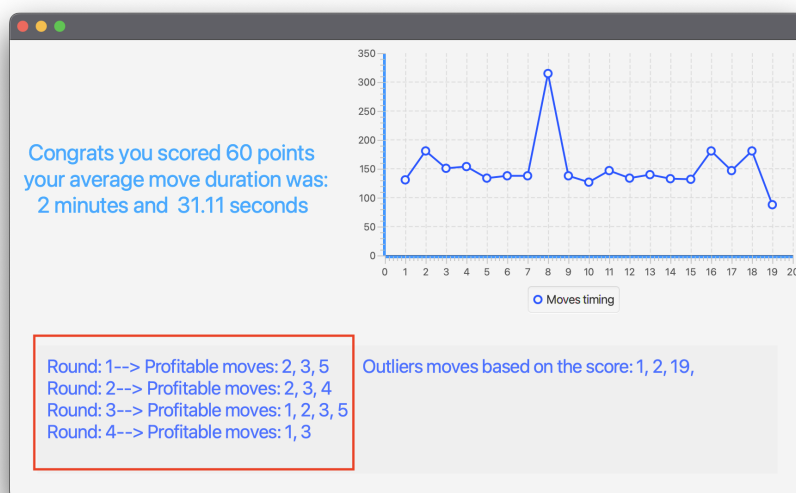 Congrats you scored 60 points
your average move duration was:
2 minutes and 31.11 seconds
350
300
250
200
150
100
50
0
0 1 2 3 4 5 6 7 8 9 10 11 12 13 14 15 16 17 18 19 20
Moves timing
Round: 1--> Profitable moves: 2, 3, 5
Round: 2--> Profitable moves: 2, 3, 4
Round: 3--> Profitable moves: 1, 2, 3, 5
Round: 4--> Profitable moves: 1, 3
Outliers moves based on the score: 1, 2, 19,